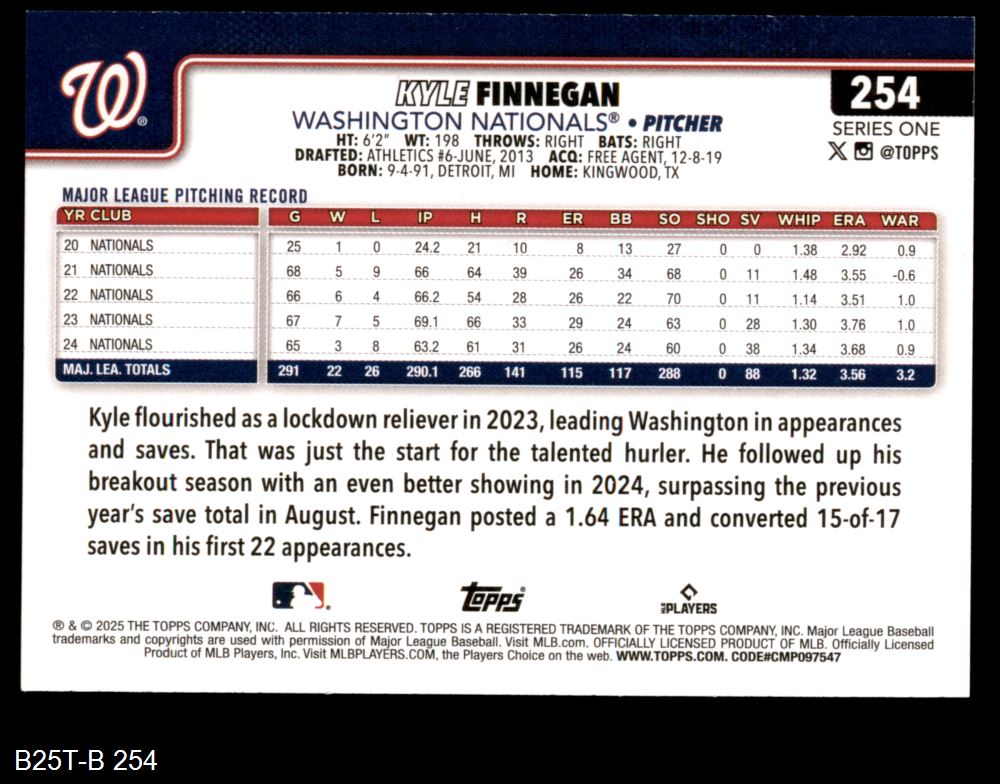 W®
KYLE FINNEGAN
254
WASHINGTON NATIONALS® • PITCHER
SERIES ONE
HT: 6'2" WT: 198 THROWS: RIGHT BATS: RIGHT
@TOPPS
DRAFTED: ATHLETICS #6-JUNE, 2013 ACQ: FREE AGENT, 12-8-19
BORN: 9-4-91, DETROIT, MI HOME: KINGWOOD, TX
MAJOR LEAGUE PITCHING RECORD
YR CLUB G W L IP H R ER BB SO SHO SV WHIP ERA WAR
20 NATIONALS 25 1 0 24.2 21 10 8 13 27 0 0 1.38 2.92 0.9
21 NATIONALS 68 5 9 66 64 39 26 34 68 0 11 1.48 3.55 -0.6
22 NATIONALS 66 6 4 66.2 54 28 26 22 70 0 11 1.14 3.51 1.0
23 NATIONALS 67 7 5 69.1 66 33 29 24 63 0 28 1.30 3.76 1.0
24 NATIONALS 65 3 8 63.2 61 31 26 24 60 0 38 1.34 3.68 0.9
MAJ. LEA. TOTALS 291 22 26 290.1 266 141 115 117 288 0 88 1.32 3.56 3.2
Kyle flourished as a lockdown reliever in 2023, leading Washington in appearances
and saves. That was just the start for the talented hurler. He followed up his
breakout season with an even better showing in 2024, surpassing the previous
year's save total in August. Finnegan posted a 1.64 ERA and converted 15-of-17
saves in his first 22 appearances.
TOPPS®
MLB PLAYERS
® & © 2025 THE TOPPS COMPANY, INC. ALL RIGHTS RESERVED. TOPPS IS A REGISTERED TRADEMARK OF THE TOPPS COMPANY, INC. Major League Baseball
trademarks and copyrights are used with permission of Major League Baseball. Visit MLB.com. OFFICIALLY LICENSED PRODUCT OF MLB. Officially Licensed
Product of MLB Players, Inc. Visit MLBPLAYERS.COM, the Players Choice on the web. WWW.TOPPS.COM. CODE#CMP097547
B25T-B 254